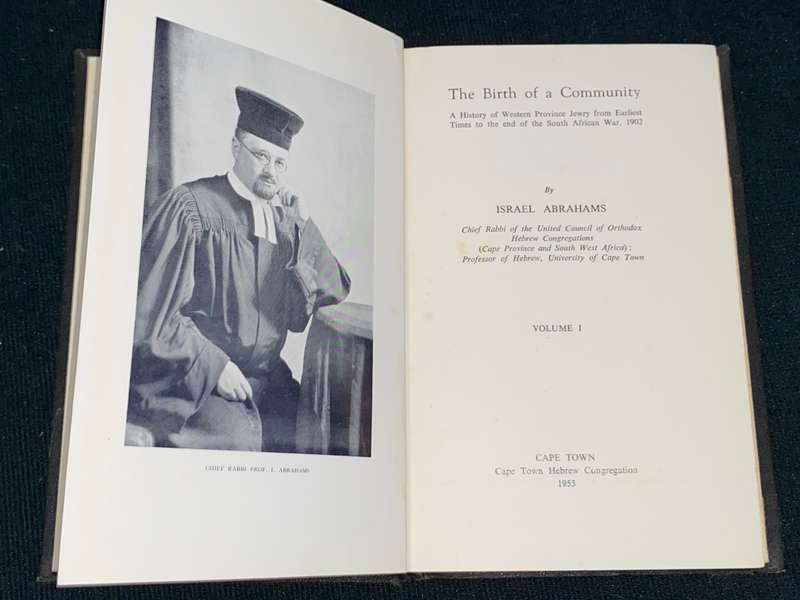 CHIEF RABBI PROF. I. ABRAHAMS
The Birth of a Community
A History of Western Province Jewry from Earliest
Times to the end of the South African War, 1902
By
ISRAEL ABRAHAMS
Chief Rabbi of the United Council of Orthodox
Hebrew Congregations
(Cape Province and South West Africa);
Professor of Hebrew, University of Cape Town
VOLUME I
CAPE TOWN
Cape Town Hebrew Congregation
1955